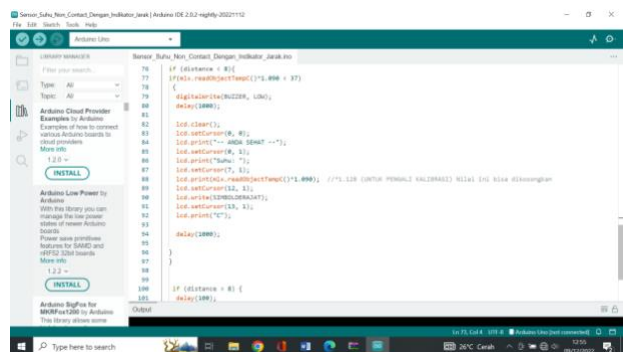 Sensor_Suhu_Non_Contact_Dengan_Indikator_Jarak | Arduino IDE 2.0.2-nightly-20221112
File Edit Sketch Tools Help
Arduino Uno
LIBRARY MANAGER
Filter your search...
Type: All
Topic: All
Arduino Cloud Provider
Examples by Arduino
Examples of how to connect
various Arduino boards to
cloud providers
More info
1.2.0
INSTALL
Arduino Low Power by
Arduino
With this library you can
manage the low power
states of newer Arduino
boards
Power save primitives
features for SAMD and
nRF52 32bit boards
More info
1.2.2
INSTALL
Arduino SigFox for
MKRFox1200 by Arduino
This library allows some
Sensor_Suhu_Non_Contact_Dengan_Indikator_Jarak.ino
76 if (distance < 8){
77 if(mlx.readObjectTempC()*1.090 < 37)
78 {
79 digitalWrite(BUZZER, LOW);
80 delay(1000);
81
82 lcd.clear();
83 lcd.setCursor(0, 0);
84 lcd.print("-- ANDA SEHAT --");
85 lcd.setCursor(0, 1);
86 lcd.print("Suhu: ");
87 lcd.setCursor(7, 1);
88 lcd.print(mlx.readObjectTempC()*1.090); //*1.120 (UNTUK PENGALI KALIBRASI) Nilai ini bisa dikosongkan
89 lcd.setCursor(12, 1);
90 lcd.write(SIMBOLDERAJAT);
91 lcd.setCursor(13, 1);
92 lcd.print("C");
93
94 delay(1000);
95
96 }
97 }
98
99
100 if (distance > 8) {
101 delay(100);
Output
Ln 73, Col 4 UTF-8 Arduino Uno [not connected]
Type here to search
26°C Cerah
12:55
09/12/2022